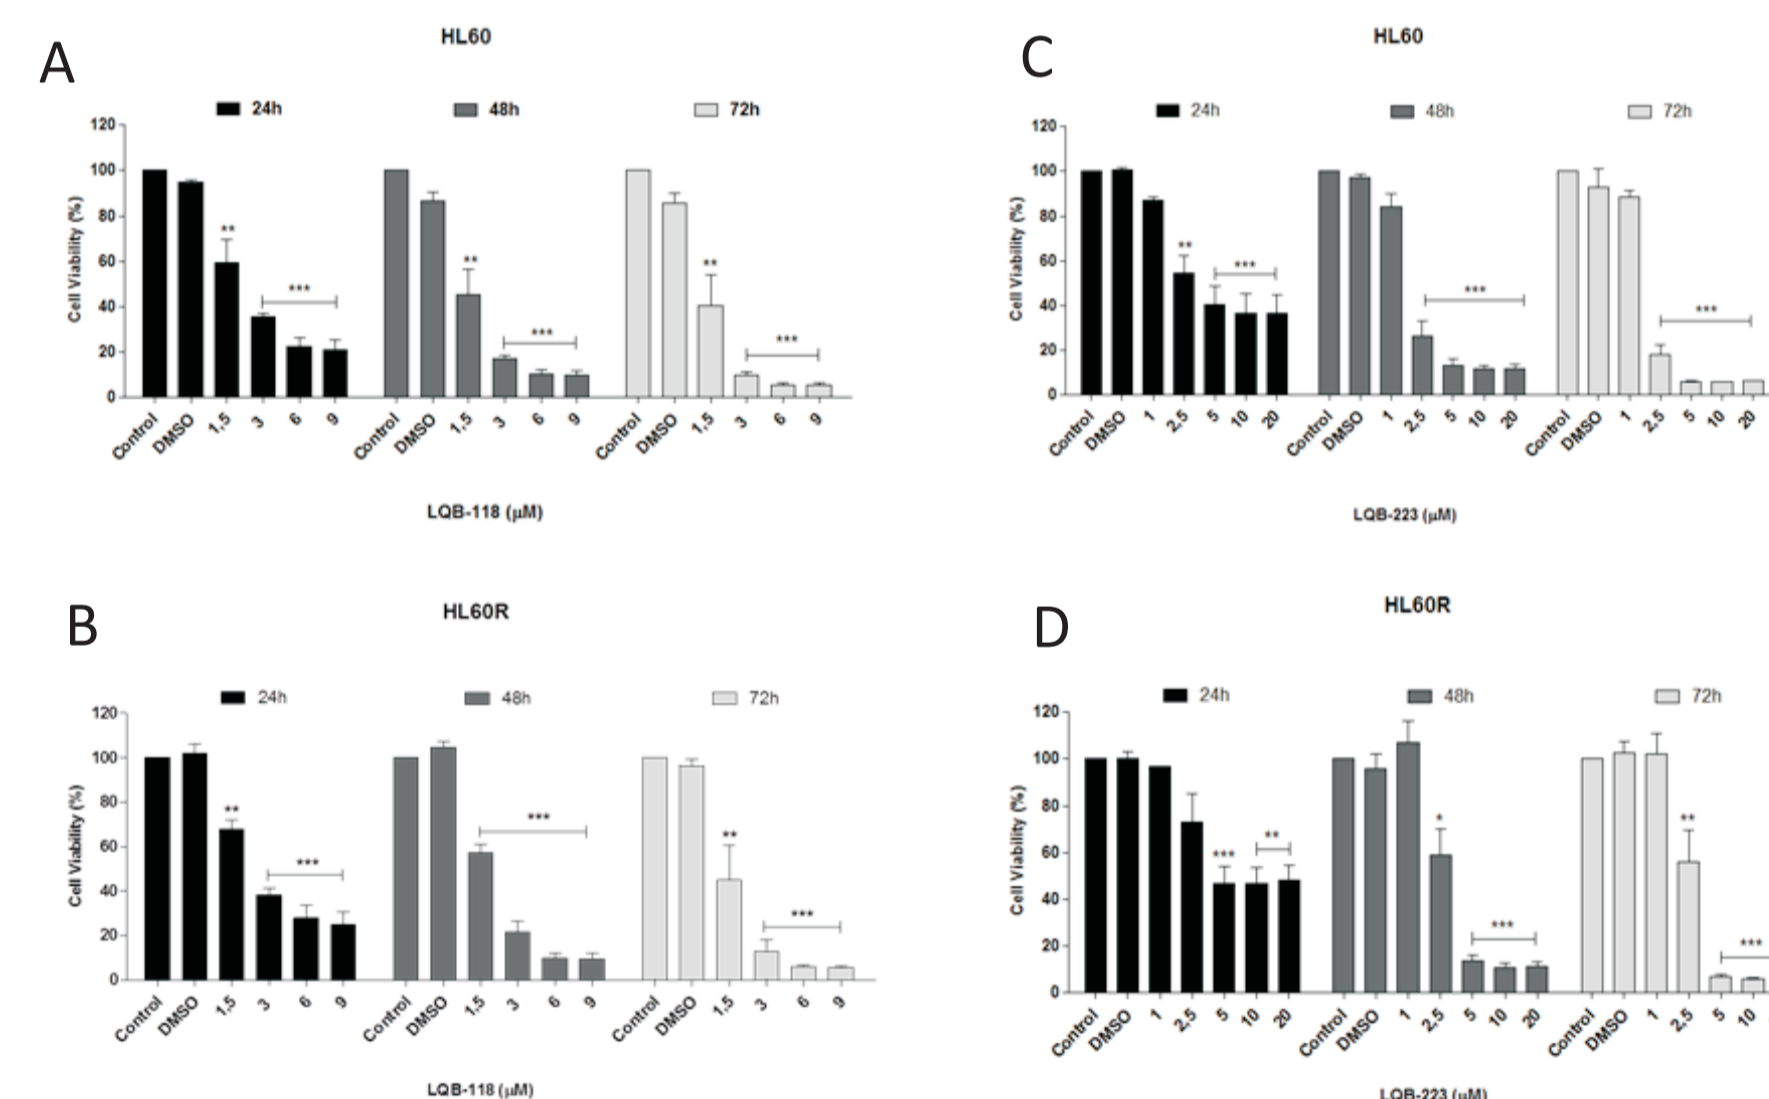 A
HL60
24h 48h 72h
120
100
80
60
40
20
0
Cell Viability (%)
** *** ** *** ** ***
Control DMSO 1,5 3 6 9 Control DMSO 1,5 3 6 9 Control DMSO 1,5 3 6 9
LQB-118 (µM)
C
HL60
24h 48h 72h
120
100
80
60
40
20
0
Cell Viability (%)
** *** *** ***
Control DMSO 1 2,5 5 10 20 Control DMSO 1 2,5 5 10 20 Control DMSO 1 2,5 5 10 20
LQB-223 (µM)
B
HL60R
24h 48h 72h
120
100
80
60
40
20
0
Cell Viability (%)
** *** *** ** ***
Control DMSO 1,5 3 6 9 Control DMSO 1,5 3 6 9 Control DMSO 1,5 3 6 9
LQB-118 (µM)
D
HL60R
24h 48h 72h
120
100
80
60
40
20
0
Cell Viability (%)
*** ** * *** ** ***
Control DMSO 1 2,5 5 10 20 Control DMSO 1 2,5 5 10 20 Control DMSO 1 2,5 5 10
LQB-223 (µM)